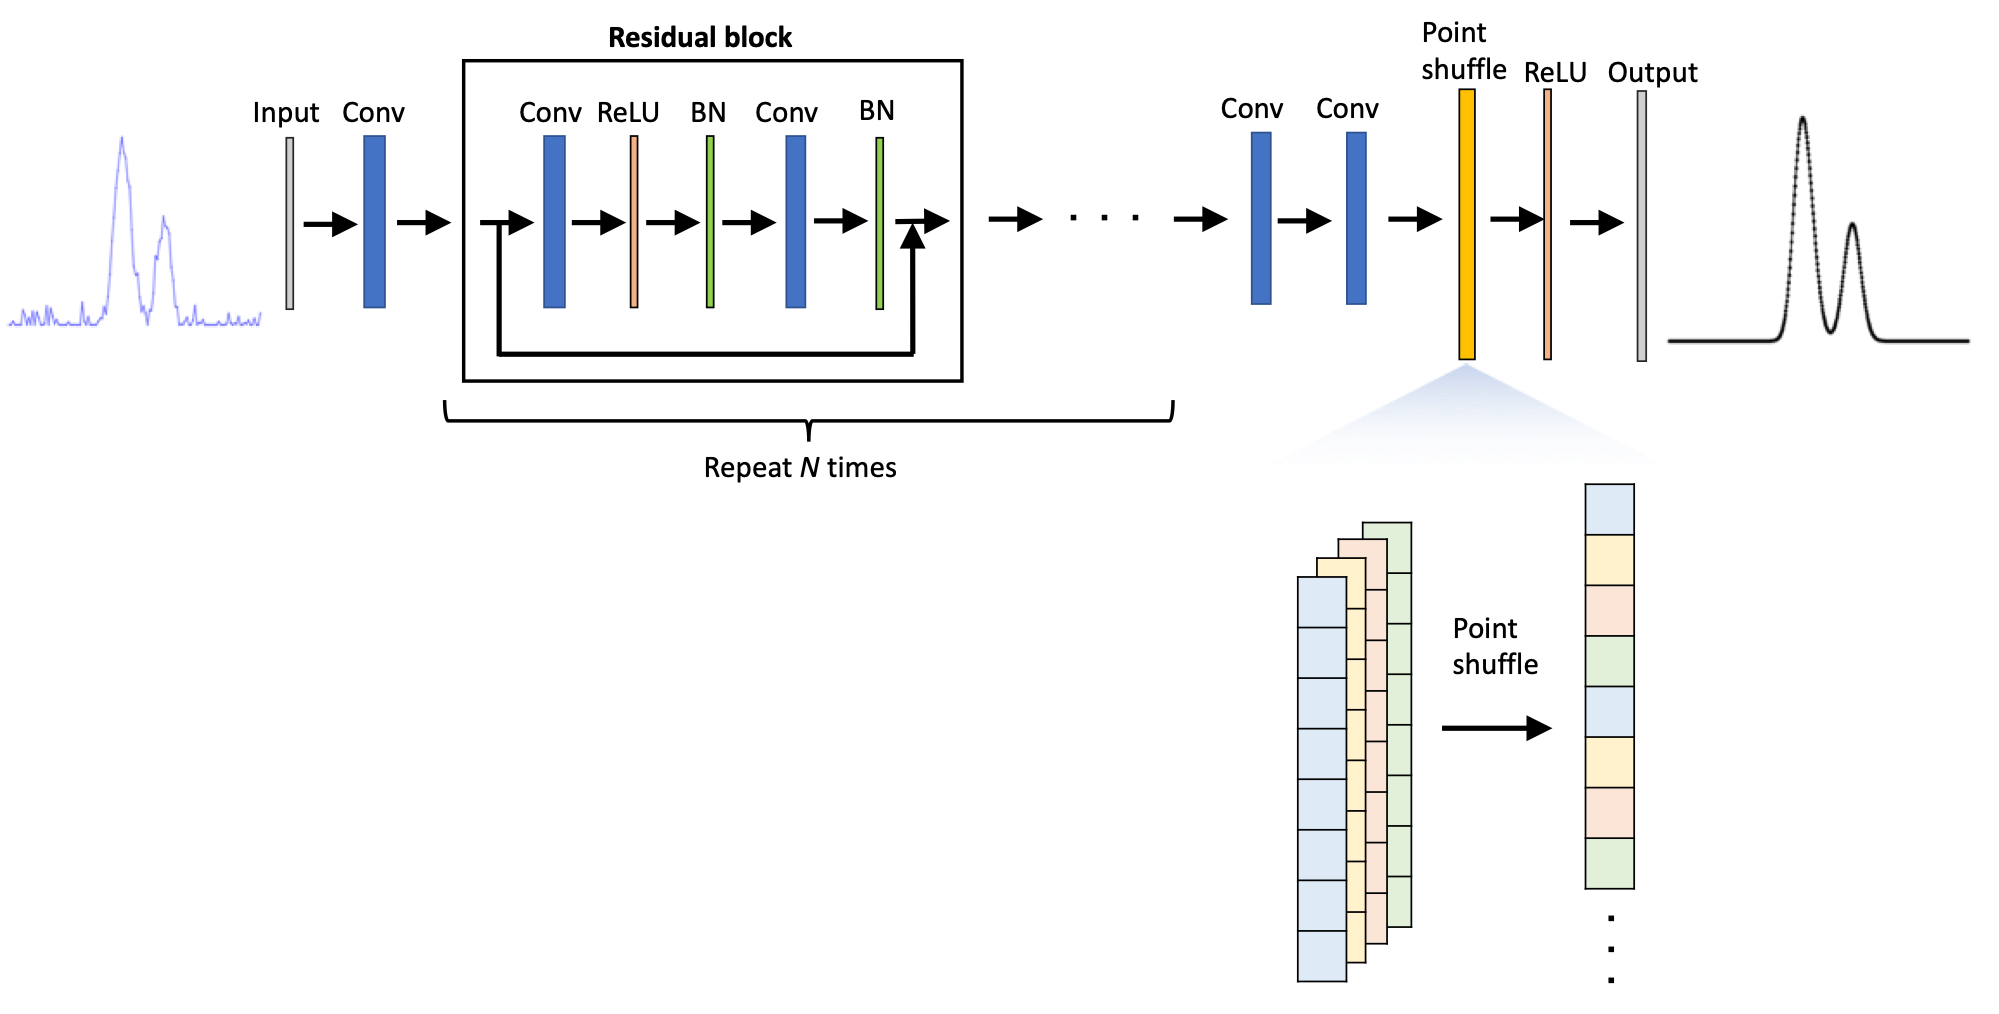 Residual block
Input
Conv
Conv
ReLU
BN
Conv
BN
Conv
Conv
Point
shuffle
ReLU
Output
Repeat N times
Point
shuffle